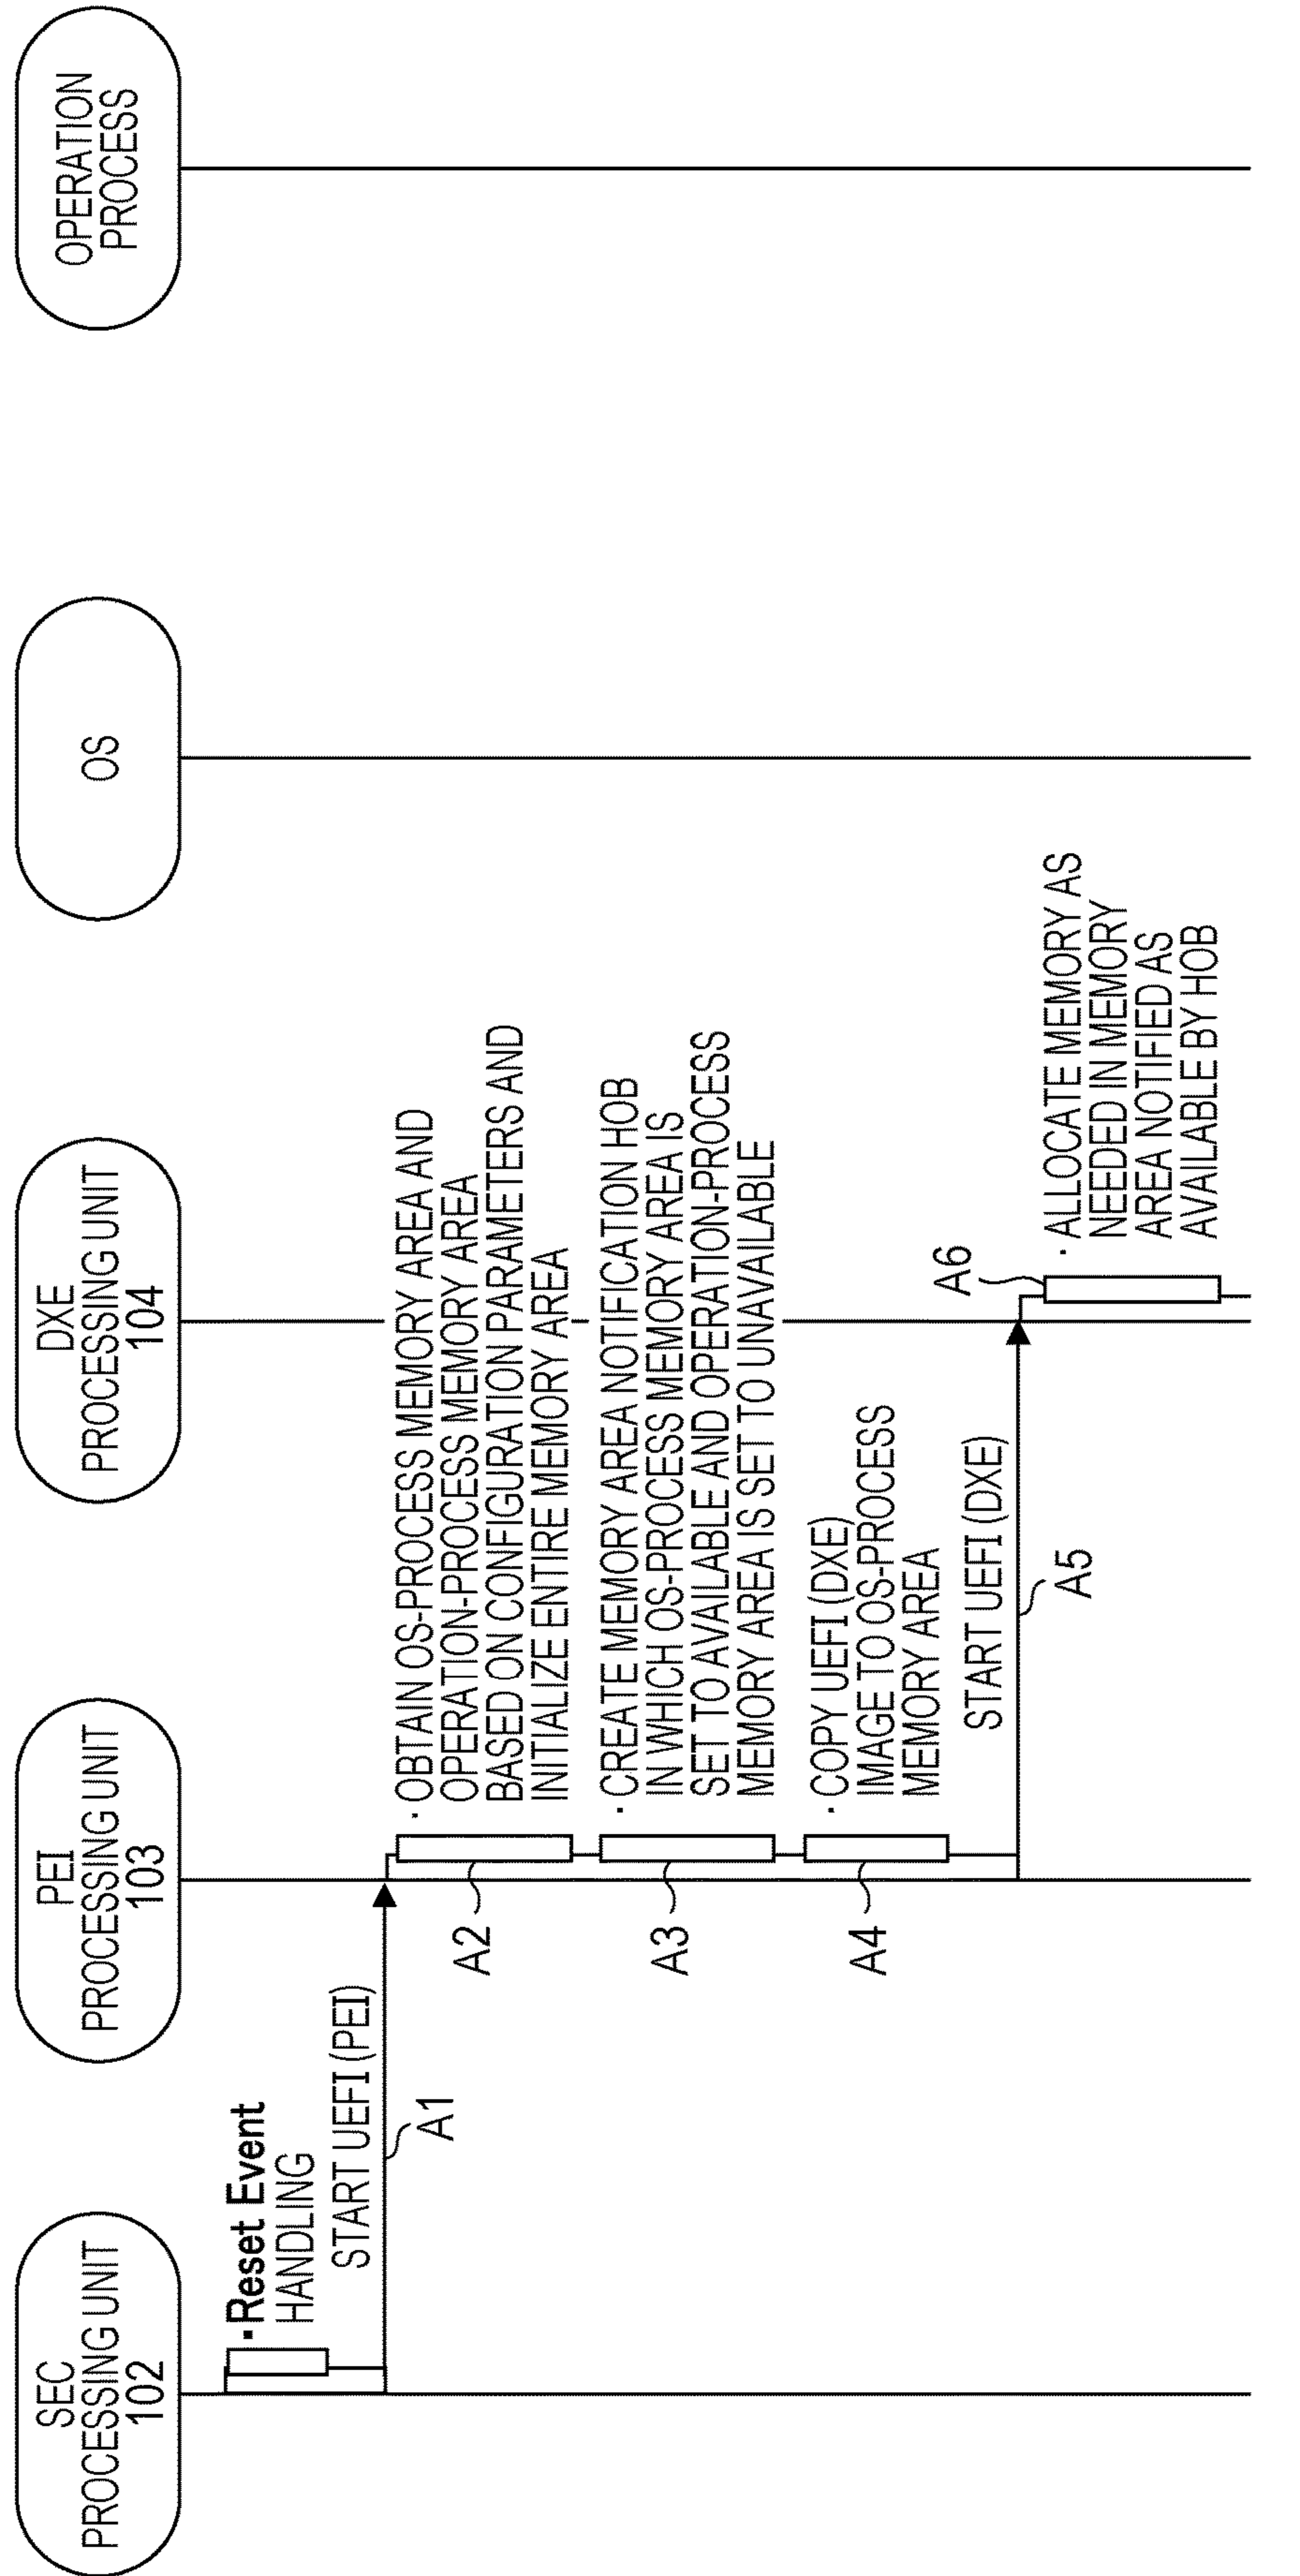 SEC
PROCESSING UNIT
102
PEI
PROCESSING UNIT
103
DXE
PROCESSING UNIT
104
OS
OPERATION
PROCESS
·Reset Event
HANDLING
START UEFI (PEI)
A1
· OBTAIN OS-PROCESS MEMORY AREA AND
OPERATION-PROCESS MEMORY AREA
BASED ON CONFIGURATION PARAMETERS AND
INITIALIZE ENTIRE MEMORY AREA
A2
· CREATE MEMORY AREA NOTIFICATION HOB
IN WHICH OS-PROCESS MEMORY AREA IS
SET TO AVAILABLE AND OPERATION-PROCESS
MEMORY AREA IS SET TO UNAVAILABLE
A3
· COPY UEFI (DXE)
IMAGE TO OS-PROCESS
MEMORY AREA
A4
START UEFI (DXE)
A5
A6
· ALLOCATE MEMORY AS
NEEDED IN MEMORY
AREA NOTIFIED AS
AVAILABLE BY HOB